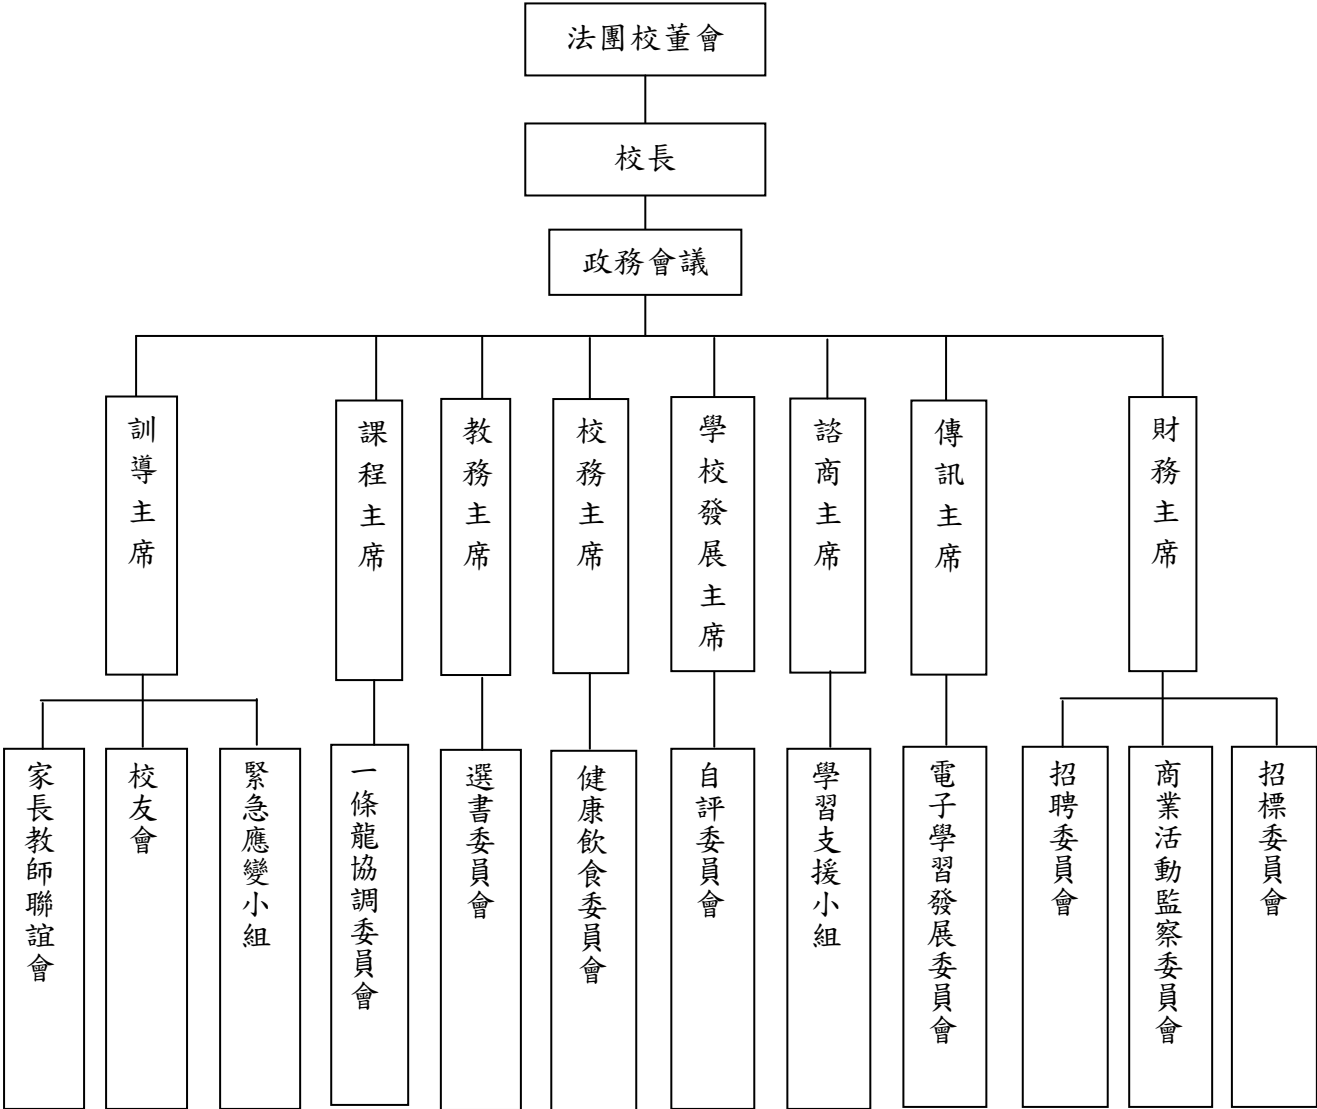 法團校董會
校長
政務會議
訓導主席
課程主席
教務主席
校務主席
學校發展主席
諮商主席
傳訊主席
財務主席
家長教師聯誼會
校友會
緊急應變小組
一條龍協調委員會
選書委員會
健康飲食委員會
自評委員會
學習支援小組
電子學習發展委員會
招聘委員會
商業活動監察委員會
招標委員會